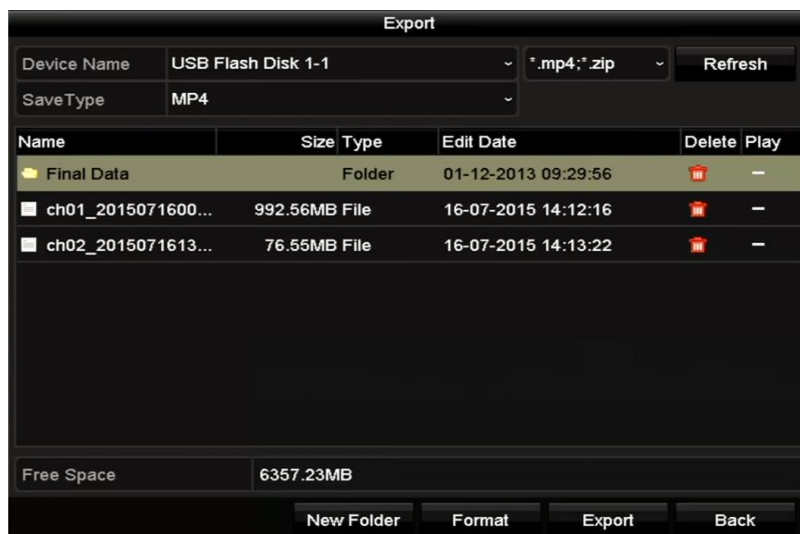 Export
Device Name USB Flash Disk 1-1 *.mp4;*.zip Refresh
SaveType MP4
Name Size Type Edit Date Delete Play
Final Data Folder 01-12-2013 09:29:56 –
ch01_2015071600... 992.56MB File 16-07-2015 14:12:16 –
ch02_2015071613... 76.55MB File 16-07-2015 14:13:22 –
Free Space 6357.23MB
New Folder Format Export Back